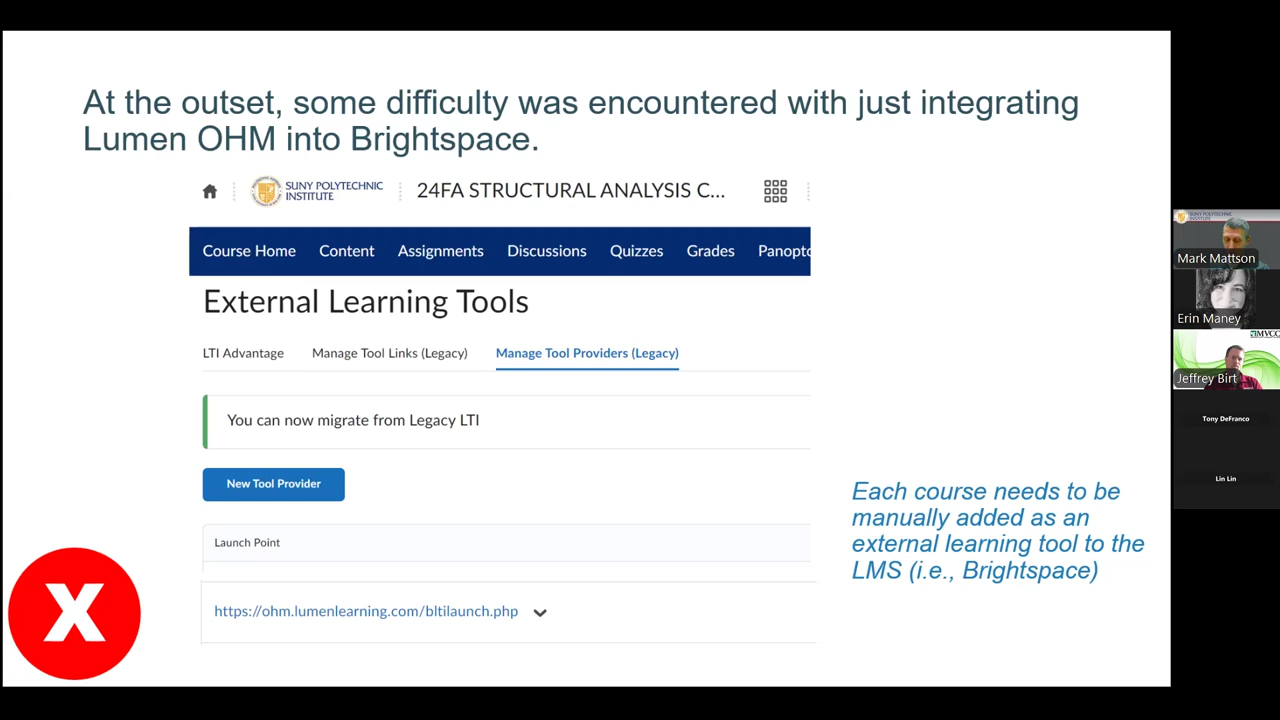 At the outset, some difficulty was encountered with just integrating
Lumen OHM into Brightspace.
SUNY POLYTECHNIC
INSTITUTE
24FA STRUCTURAL ANALYSIS C...
Course Home Content Assignments Discussions Quizzes Grades Panopto
External Learning Tools
LTI Advantage Manage Tool Links (Legacy) Manage Tool Providers (Legacy)
You can now migrate from Legacy LTI
New Tool Provider
Launch Point
https://ohm.lumenlearning.com/bltilaunch.php
Each course needs to be
manually added as an
external learning tool to the
LMS (i.e., Brightspace)
X
SUNY POLYTECHNIC
INSTITUTE
Mark Mattson
Erin Maney
MVCC
Jeffrey Birt
Tony DeFranco
Lin Lin